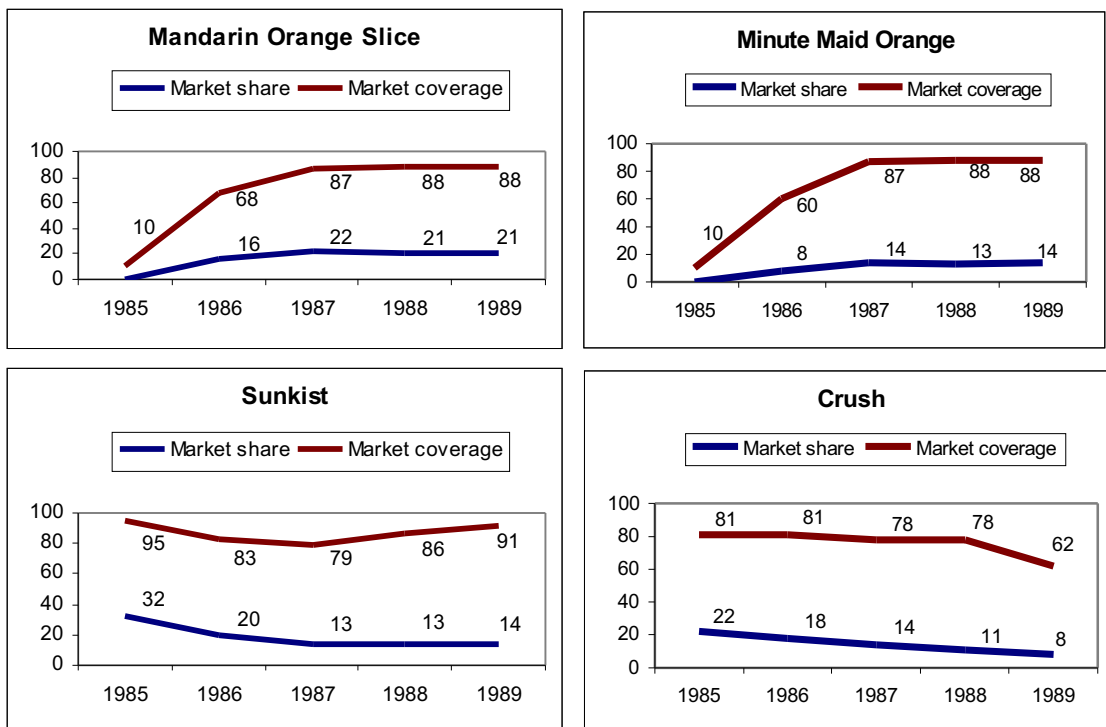 Mandarin Orange Slice
Market share Market coverage
100
80
60
40
20
0
10 68 87 88 88
16 22 21 21
1985 1986 1987 1988 1989
Minute Maid Orange
Market share Market coverage
100
80
60
40
20
0
10 60 87 88 88
8 14 13 14
1985 1986 1987 1988 1989
Sunkist
Market share Market coverage
100
80
60
40
20
0
95 83 79 86 91
32 20 13 13 14
1985 1986 1987 1988 1989
Crush
Market share Market coverage
100
80
60
40
20
0
81 81 78 78 62
22 18 14 11 8
1985 1986 1987 1988 1989